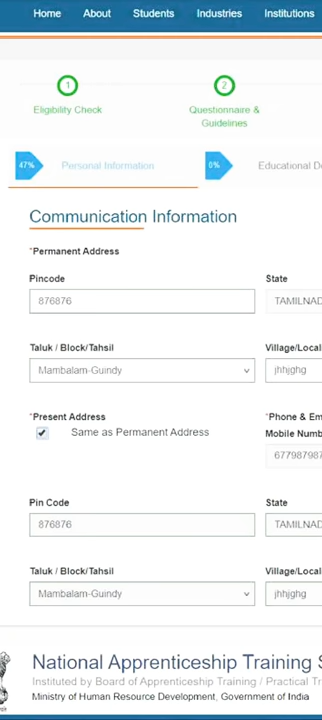 Home About Students Industries Institutions
1 2
Eligibility Check Questionnaire &
Guidelines
47% Personal Information 0% Educational
Communication Information
*Permanent Address
Pincode State
876876 TAMILNAD
Taluk / Block/Tahsil Village/Local
Mambalam-Guindy jhhjghg
*Present Address *Phone & Em
Same as Permanent Address Mobile Numb
67798798
Pin Code State
876876 TAMILNAD
Taluk / Block/Tahsil Village/Local
Mambalam-Guindy jhhjghg
National Apprenticeship Training S
Instituted by Board of Apprenticeship Training / Practical Tr
Ministry of Human Resource Development, Government of India